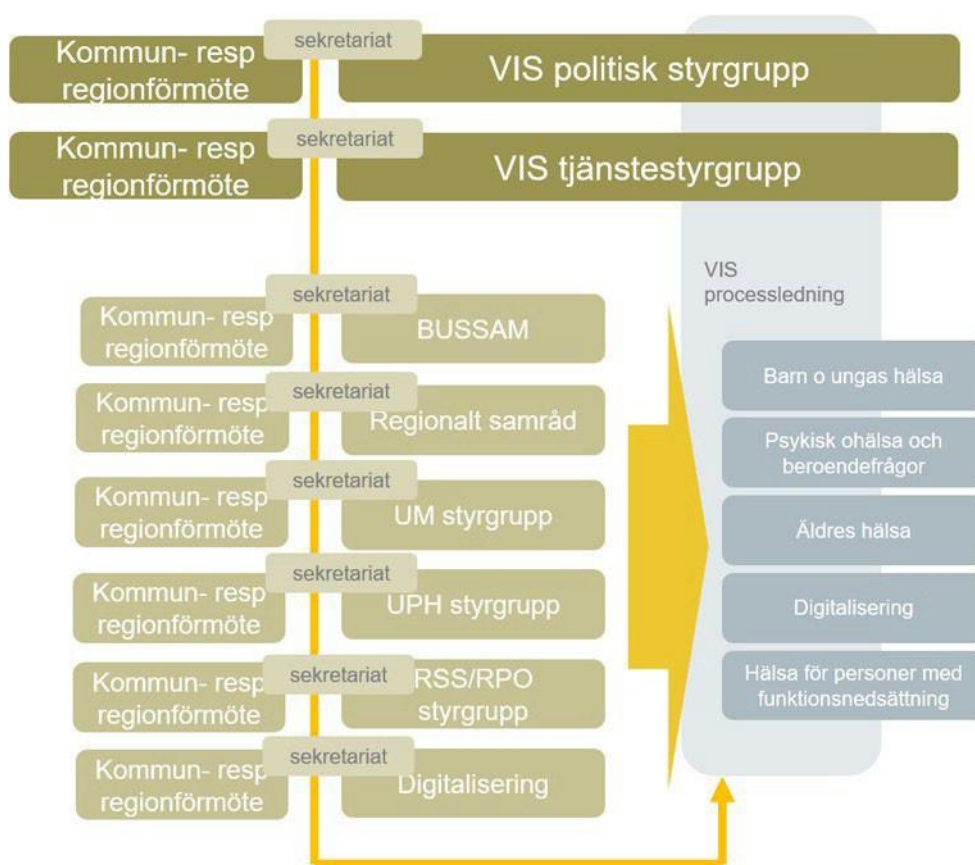 sekretariat
Kommun- resp
regionförmöte
VIS politisk styrgrupp
sekretariat
Kommun- resp
regionförmöte
VIS tjänstestyrgrupp
VIS
processledning
sekretariat
Kommun- resp
regionförmöte
BUSSAM
sekretariat
Kommun- resp
regionförmöte
Regionalt samråd
sekretariat
Kommun- resp
regionförmöte
UM styrgrupp
sekretariat
Kommun- resp
regionförmöte
UPH styrgrupp
sekretariat
Kommun- resp
regionförmöte
RSS/RPO
styrgrupp
sekretariat
Kommun- resp
regionförmöte
Digitalisering
Barn o ungas hälsa
Psykisk ohälsa och
beroendefrågor
Äldres hälsa
Digitalisering
Hälsa för personer med
funktionsnedsättning